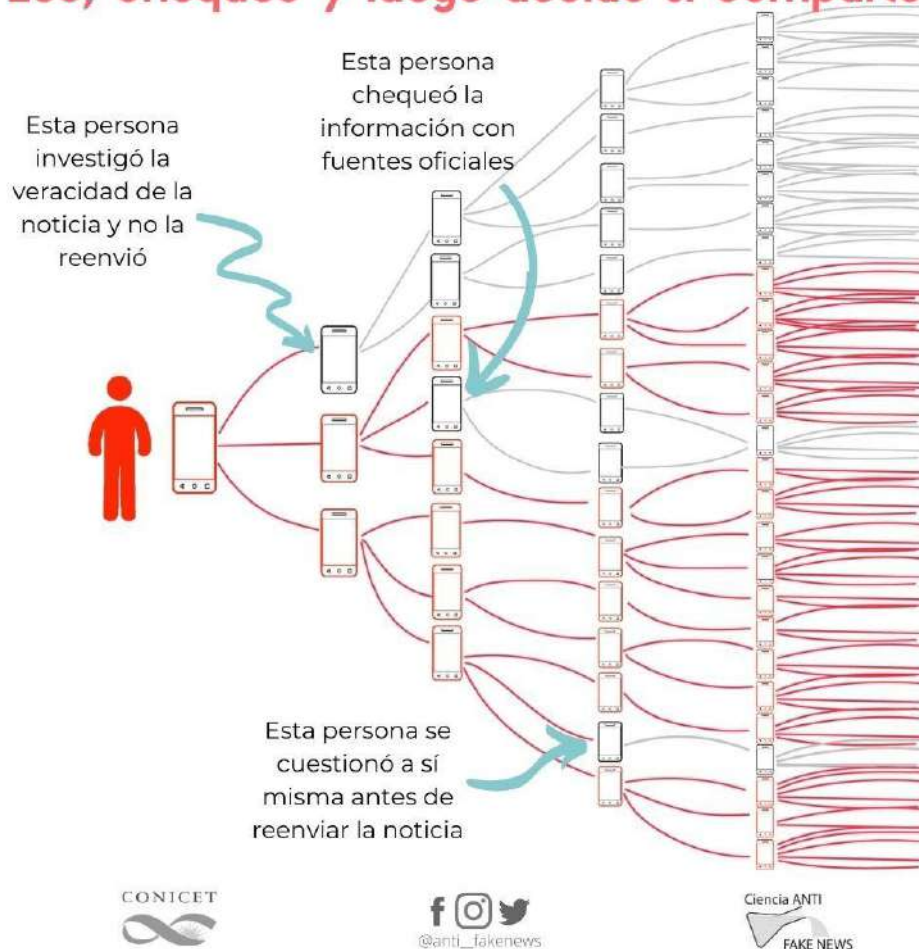 Esta persona
investigó la
veracidad de la
noticia y no la
reenvió
Esta persona
chequeó la
información con
fuentes oficiales
Esta persona se
cuestionó a sí
misma antes de
reenviar la noticia
CONICET
@anti_fakenews
Ciencia ANTI
FAKE NEWS